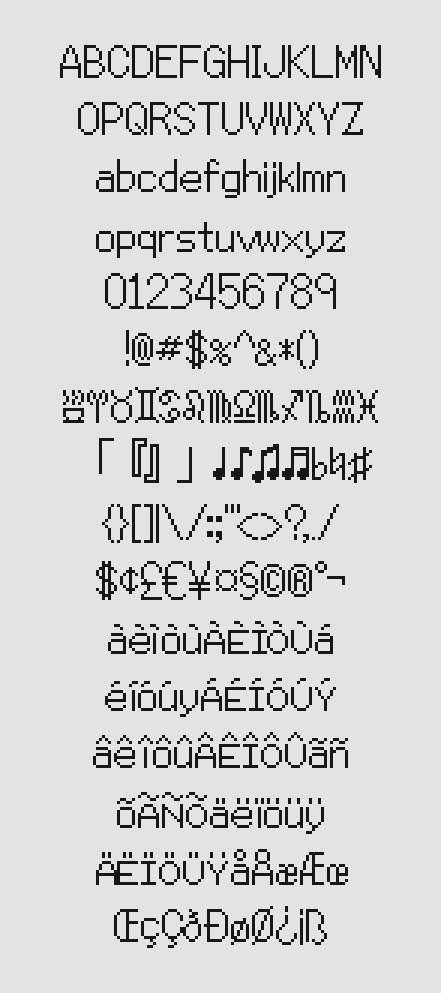 ABCDEFGHIJKLMN
OPQRSTUVWXYZ
abcdefghijklmn
opqrstuvwxyz
0123456789
!@#$%^&*()
♨♈♉♊♋♌♍♎♏♐♑♒♓
「『』」♩♪♫♬♭♮♯
{}[]|\/:;"'<>?,./
$¢£€¥¤§©®°¬
àèìòùÀÈÌÒÙá
éíóúýÁÉÍÓÚÝ
âêîôûÂÊÎÔÛãñ
õÃÑÕäëïöüÿ
ÄËÏÖÜŸåÅæÆœ
ŒçÇðÐøØ¿¡ß